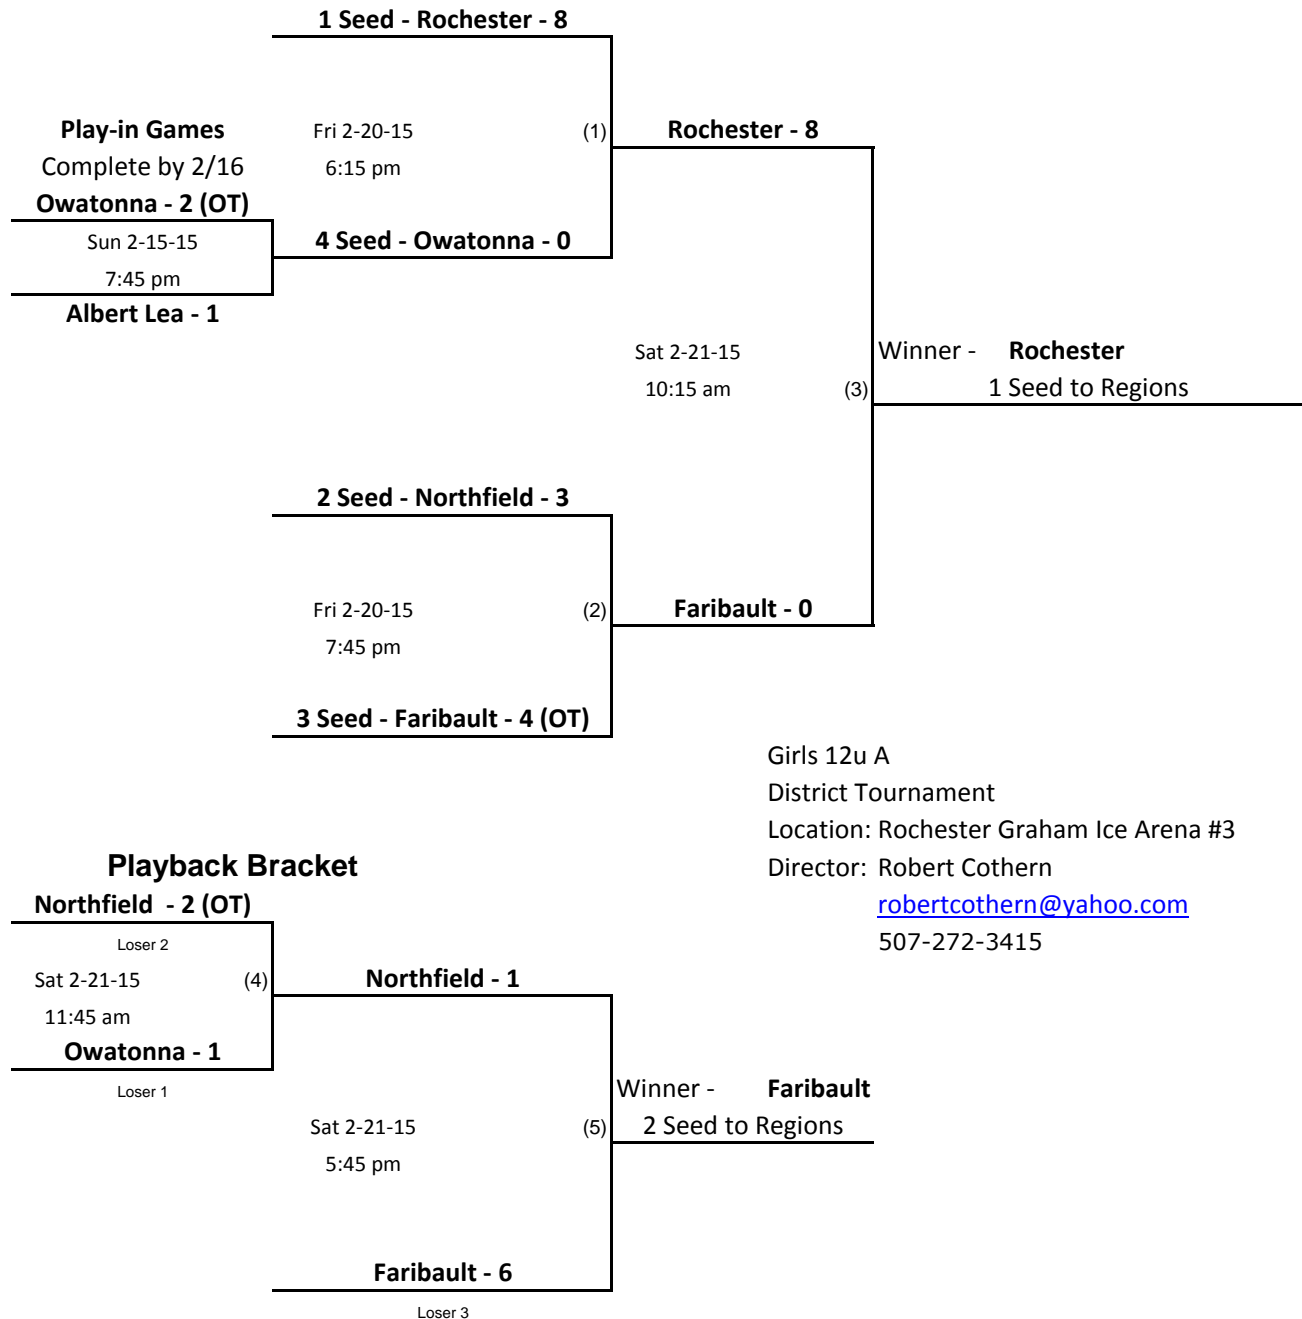 1 Seed - Rochester - 8
Play-in Games
Fri 2-20-15
(1)
Rochester - 8
Complete by 2/16
6:15 pm
Owatonna - 2 (OT)
Sun 2-15-15
4 Seed - Owatonna - 0
7:45 pm
Albert Lea - 1
Sat 2-21-15
Winner - Rochester
10:15 am
(3)
1 Seed to Regions
2 Seed - Northfield - 3
Fri 2-20-15
(2)
Faribault - 0
7:45 pm
3 Seed - Faribault - 4 (OT)
Girls 12u A
District Tournament
Location: Rochester Graham Ice Arena #3
Director: Robert Cothern
robertcothern@yahoo.com
507-272-3415
Playback Bracket
Northfield - 2 (OT)
Loser 2
Sat 2-21-15
(4)
Northfield - 1
11:45 am
Owatonna - 1
Loser 1
Winner - Faribault
Sat 2-21-15
(5)
2 Seed to Regions
5:45 pm
Faribault - 6
Loser 3